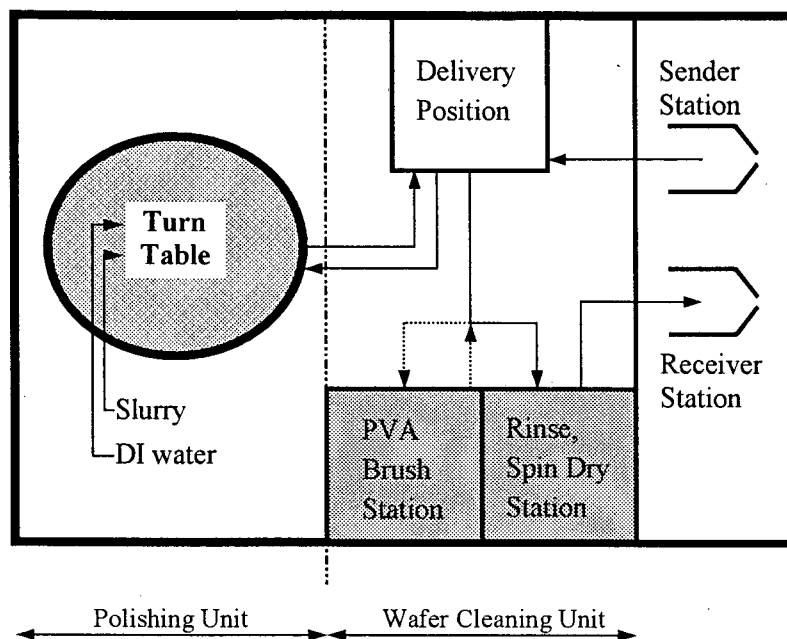 Delivery
Position
Sender
Station
Turn
Table
Receiver
Station
Slurry
DI water
PVA
Brush
Station
Rinse,
Spin Dry
Station
Polishing Unit
Wafer Cleaning Unit